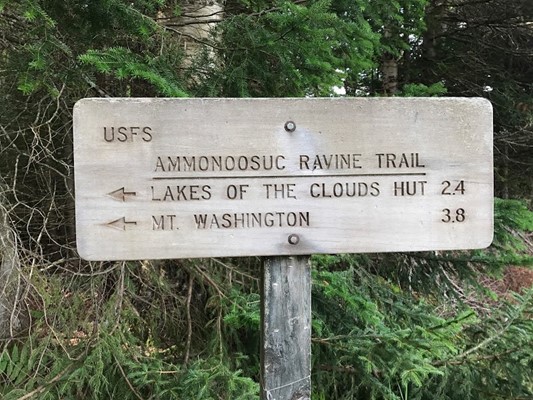 USFS
AMMONOOSUC RAVINE TRAIL
LAKES OF THE CLOUDS HUT 2.4
MT. WASHINGTON 3.8